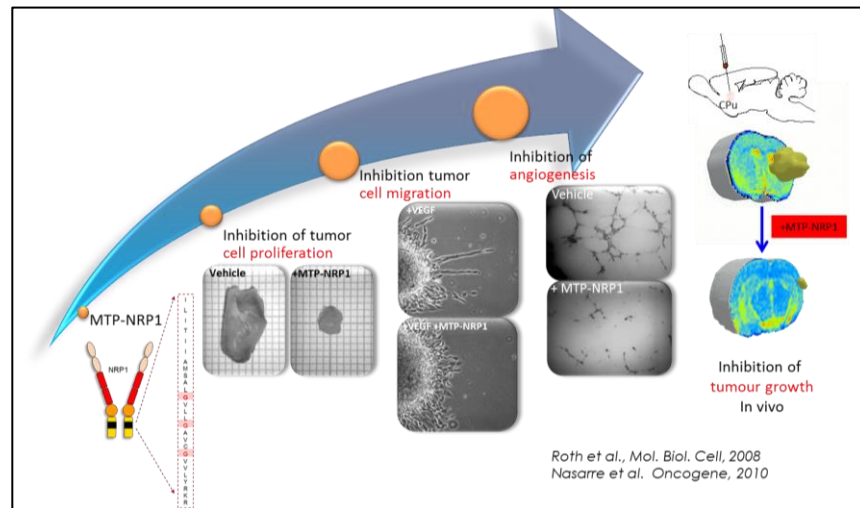 MTP-NRP1
NRP1
I
L
I
T
I
I
A
M
S
A
L
G
V
L
L
G
A
V
C
G
V
V
L
Y
R
K
R
Inhibition of tumor
cell proliferation
Vehicle
+MTP-NRP1
Inhibition tumor
cell migration
+VEGF
+VEGF +MTP-NRP1
Inhibition of
angiogenesis
Vehicle
+ MTP-NRP1
CPu
+MTP-NRP1
Inhibition of
tumour growth
In vivo
Roth et al., Mol. Biol. Cell, 2008
Nasarre et al. Oncogene, 2010